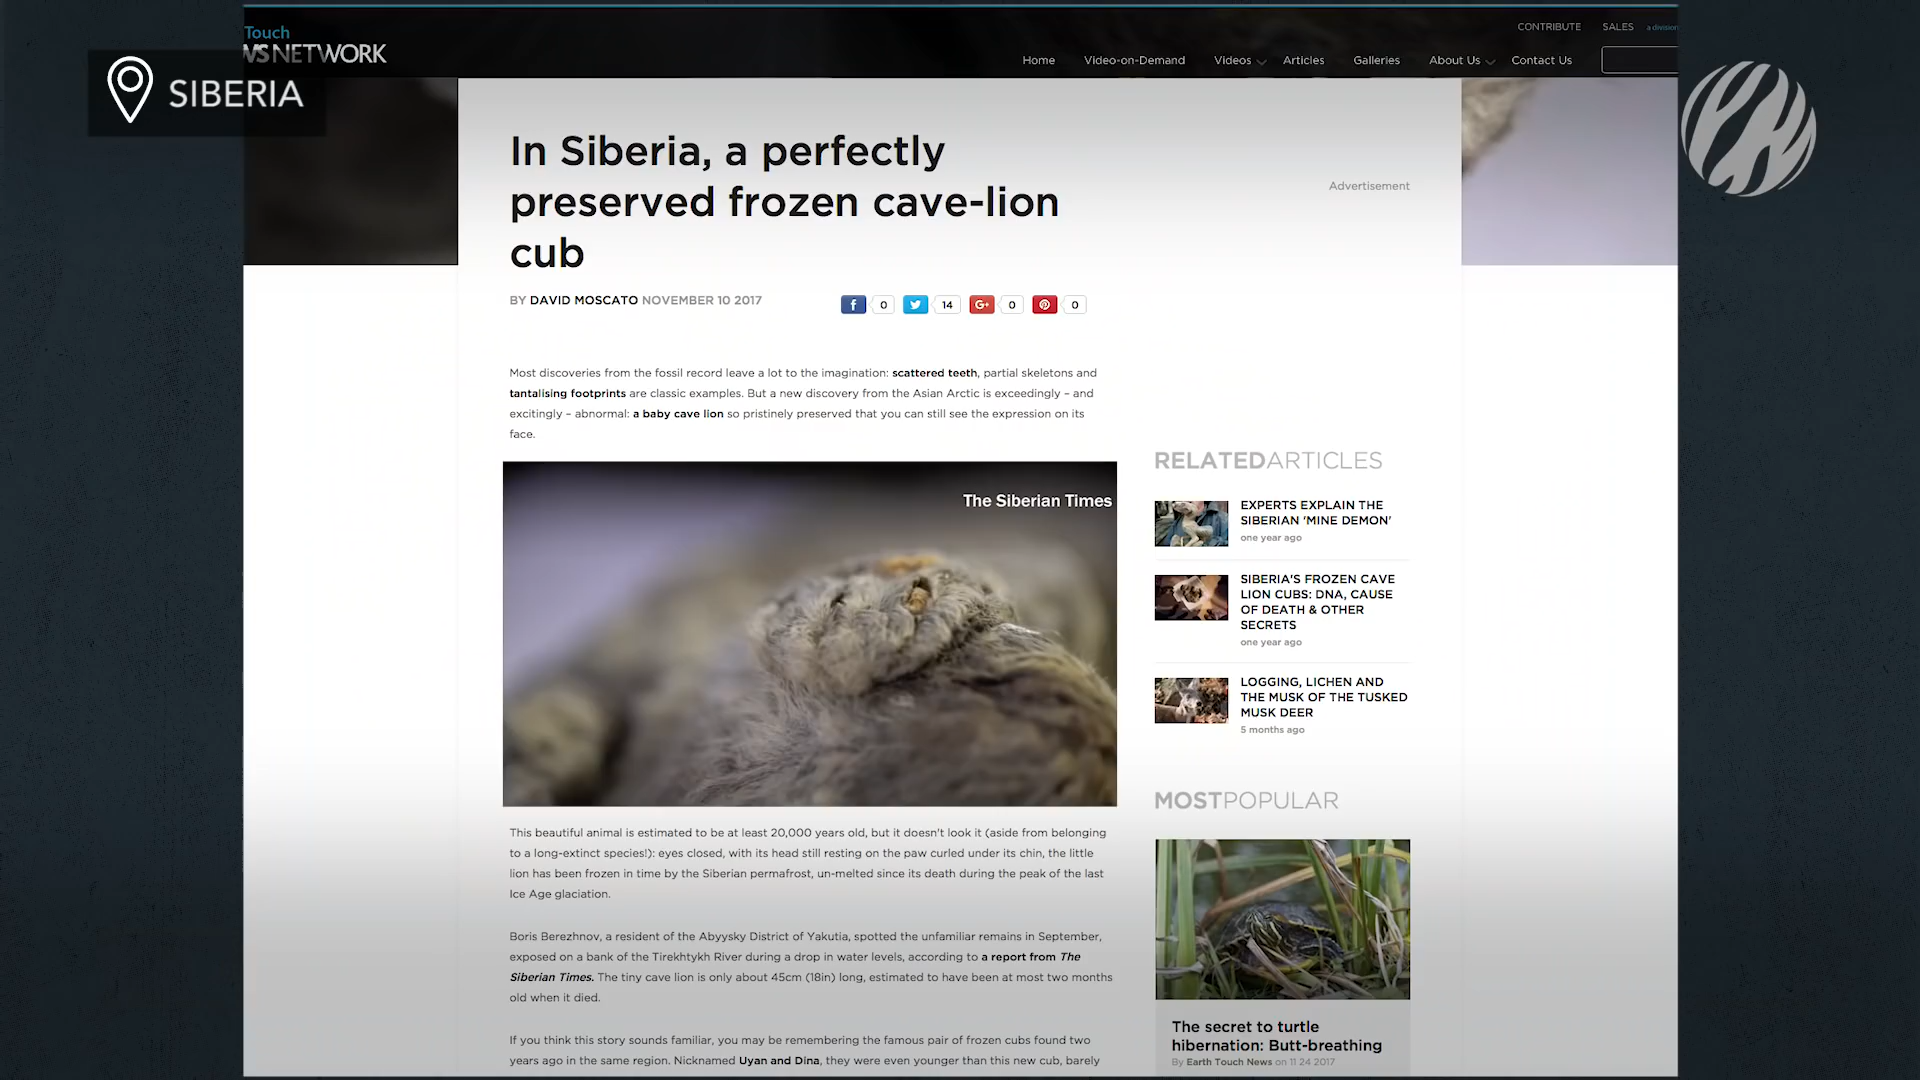 Touch
WS NETWORK
SIBERIA
CONTRIBUTE SALES a division
Home Video-on-Demand Videos Articles Galleries About Us Contact Us
In Siberia, a perfectly
preserved frozen cave-lion
cub
Advertisement
BY DAVID MOSCATO NOVEMBER 10 2017
0 14 G+ 0 0
Most discoveries from the fossil record leave a lot to the imagination: scattered teeth, partial skeletons and
tantalising footprints are classic examples. But a new discovery from the Asian Arctic is exceedingly – and
excitingly – abnormal: a baby cave lion so pristinely preserved that you can still see the expression on its
face.
The Siberian Times
This beautiful animal is estimated to be at least 20,000 years old, but it doesn't look it (aside from belonging
to a long-extinct species!): eyes closed, with its head still resting on the paw curled under its chin, the little
lion has been frozen in time by the Siberian permafrost, un-melted since its death during the peak of the last
Ice Age glaciation.
Boris Berezhnov, a resident of the Abyysky District of Yakutia, spotted the unfamiliar remains in September,
exposed on a bank of the Tirekhtykh River during a drop in water levels, according to a report from The
Siberian Times. The tiny cave lion is only about 45cm (18in) long, estimated to have been at most two months
old when it died.
If you think this story sounds familiar, you may be remembering the famous pair of frozen cubs found two
years ago in the same region. Nicknamed Uyan and Dina, they were even younger than this new cub, barely
RELATEDARTICLES
EXPERTS EXPLAIN THE
SIBERIAN 'MINE DEMON'
one year ago
SIBERIA'S FROZEN CAVE
LION CUBS: DNA, CAUSE
OF DEATH & OTHER
SECRETS
one year ago
LOGGING, LICHEN AND
THE MUSK OF THE TUSKED
MUSK DEER
5 months ago
MOSTPOPULAR
The secret to turtle
hibernation: Butt-breathing
By Earth Touch News on 11 24 2017